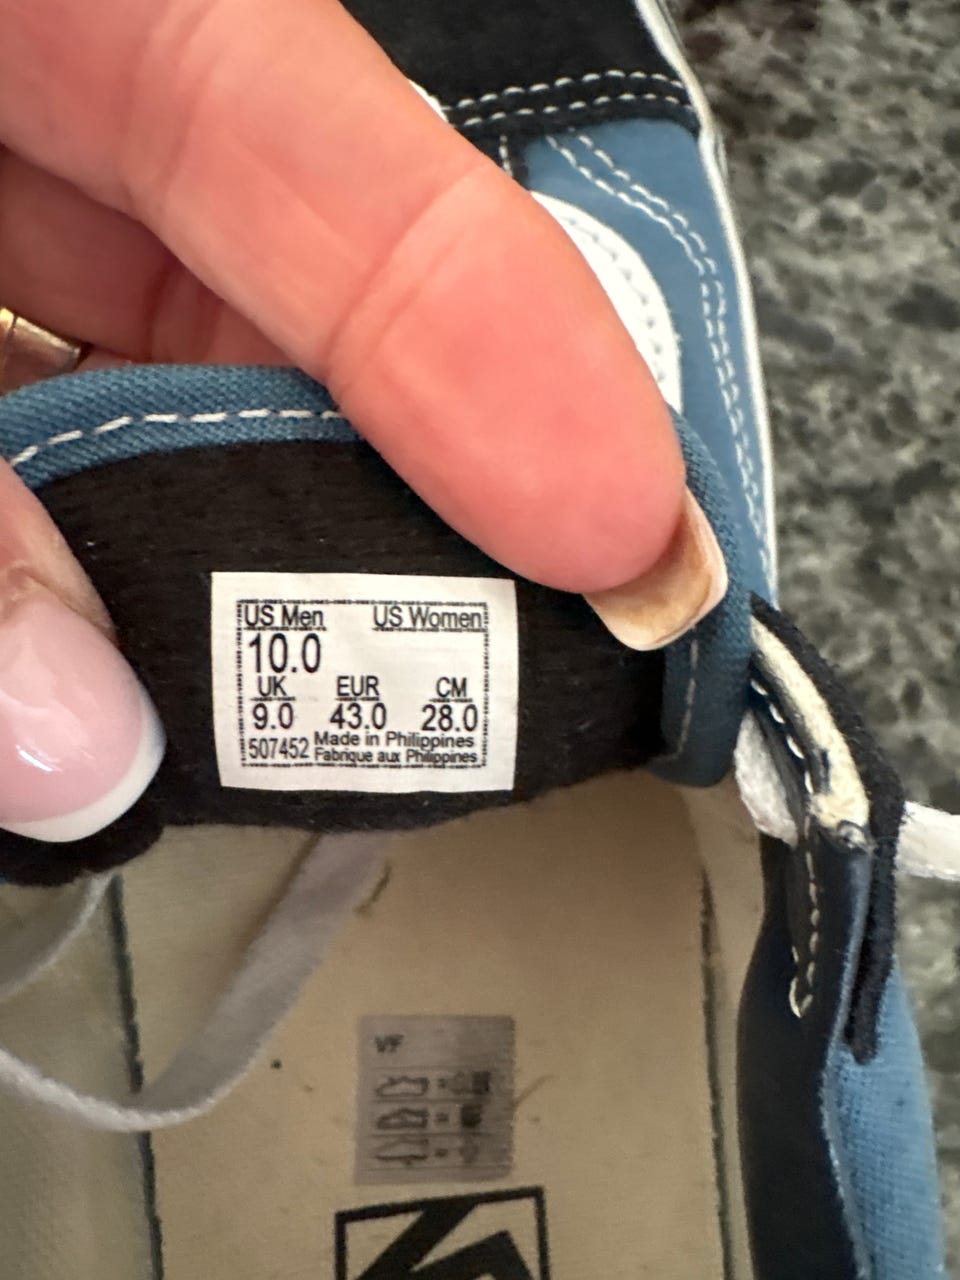 US Men US Women
10.0
UK EUR CM
9.0 43.0 28.0
507452 Made in Philippines
Fabrique aux Philippines
VF